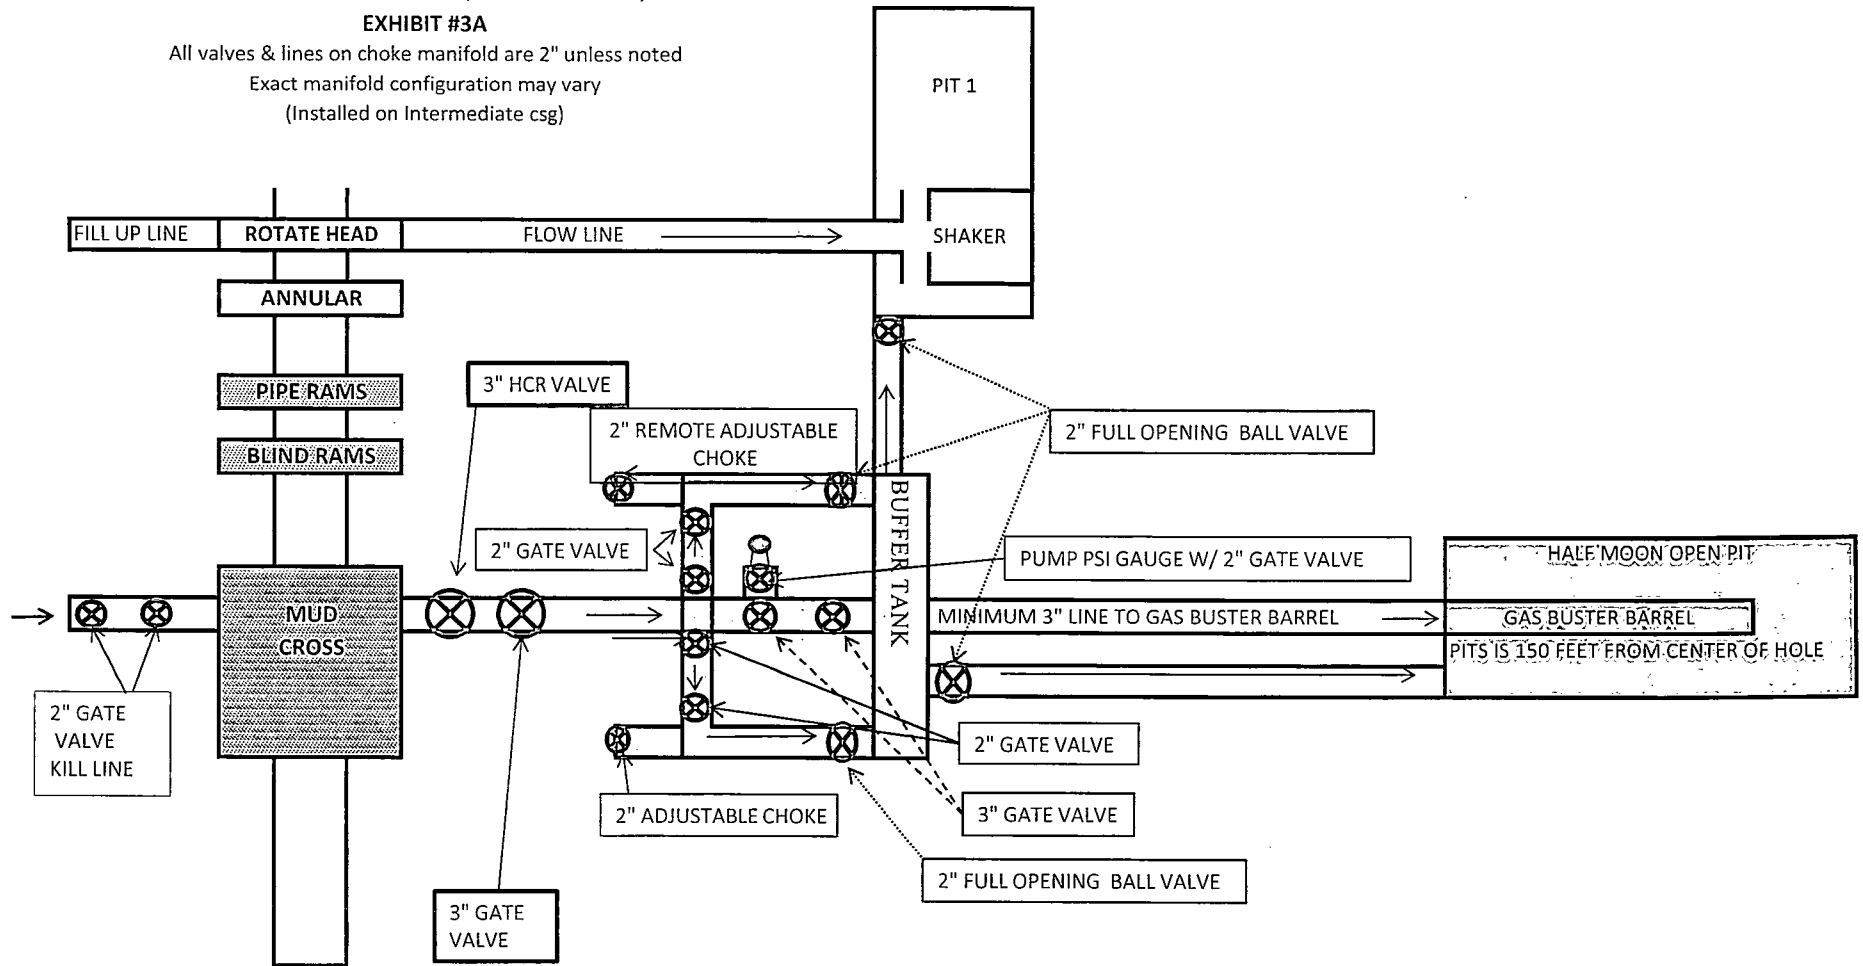 EXHIBIT #3A
All valves & lines on choke manifold are 2" unless noted
Exact manifold configuration may vary
(Installed on Intermediate csg)
PIT 1
FILL UP LINE
ROTATE HEAD
FLOW LINE
SHAKER
ANNULAR
PIPE RAMS
BLIND RAMS
3" HCR VALVE
2" REMOTE ADJUSTABLE
CHOKE
2" FULL OPENING BALL VALVE
BUFFER TANK
2" GATE VALVE
PUMP PSI GAUGE W/ 2" GATE VALVE
HALF MOON OPEN PIT
MUD
CROSS
MINIMUM 3" LINE TO GAS BUSTER BARREL
GAS BUSTER BARREL
PITS IS 150 FEET FROM CENTER OF HOLE
2" GATE
VALVE
KILL LINE
2" GATE VALVE
2" ADJUSTABLE CHOKE
3" GATE VALVE
2" FULL OPENING BALL VALVE
3" GATE
VALVE